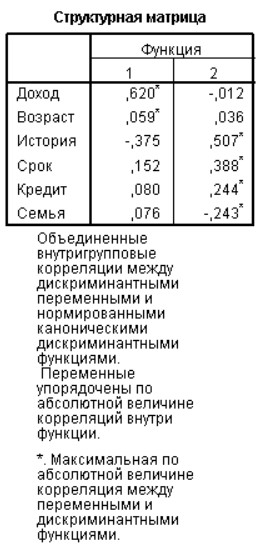 Структурная матрица
Функция
1 2
Доход ,620* -,012
Возраст ,059* ,036
История -,375 ,507*
Срок ,152 ,388*
Кредит ,080 ,244*
Семья ,076 -,243*
Объединенные
внутригрупповые
корреляции между
дискриминантными
переменными и
нормированными
каноническими
дискриминантными
функциями.
Переменные
упорядочены по
абсолютной величине
корреляций внутри
функции.
*. Максимальная по
абсолютной величине
корреляция между
переменными и
дискриминантными
функциями.